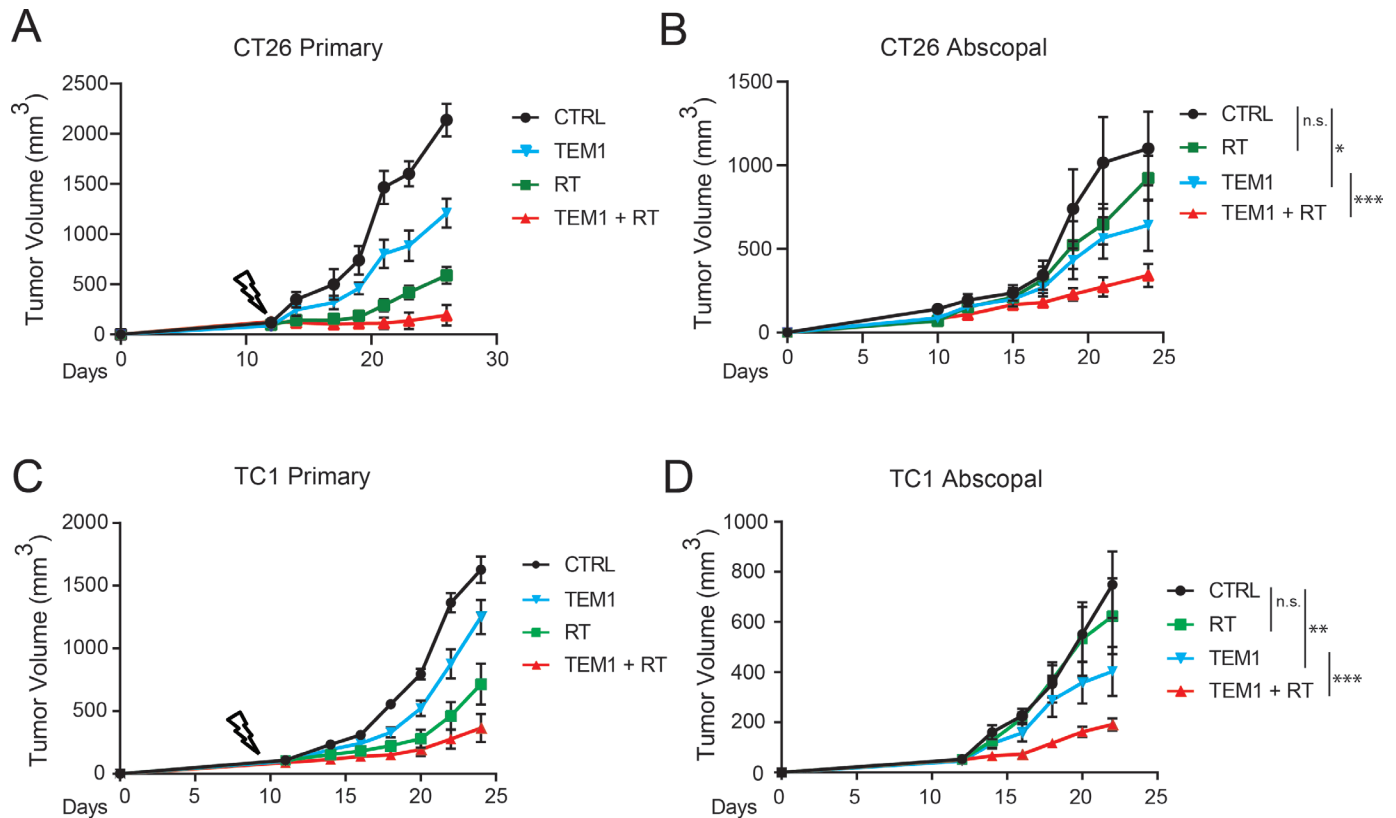 A
CT26 Primary
Tumor Volume (mm3)
2500
2000
1500
1000
500
0
0
10
20
30
Days
CTRL
TEM1
RT
TEM1 + RT
B
CT26 Abscopal
Tumor Volume (mm3)
1500
1000
500
0
0
5
10
15
20
25
Days
CTRL
RT
TEM1
TEM1 + RT
n.s.
*
***
C
TC1 Primary
Tumor Volume (mm3)
2000
1500
1000
500
0
0
5
10
15
20
25
Days
CTRL
TEM1
RT
TEM1 + RT
D
TC1 Abscopal
Tumor Volume (mm3)
1000
800
600
400
200
0
0
5
10
15
20
25
Days
CTRL
RT
TEM1
TEM1 + RT
n.s.
**
***